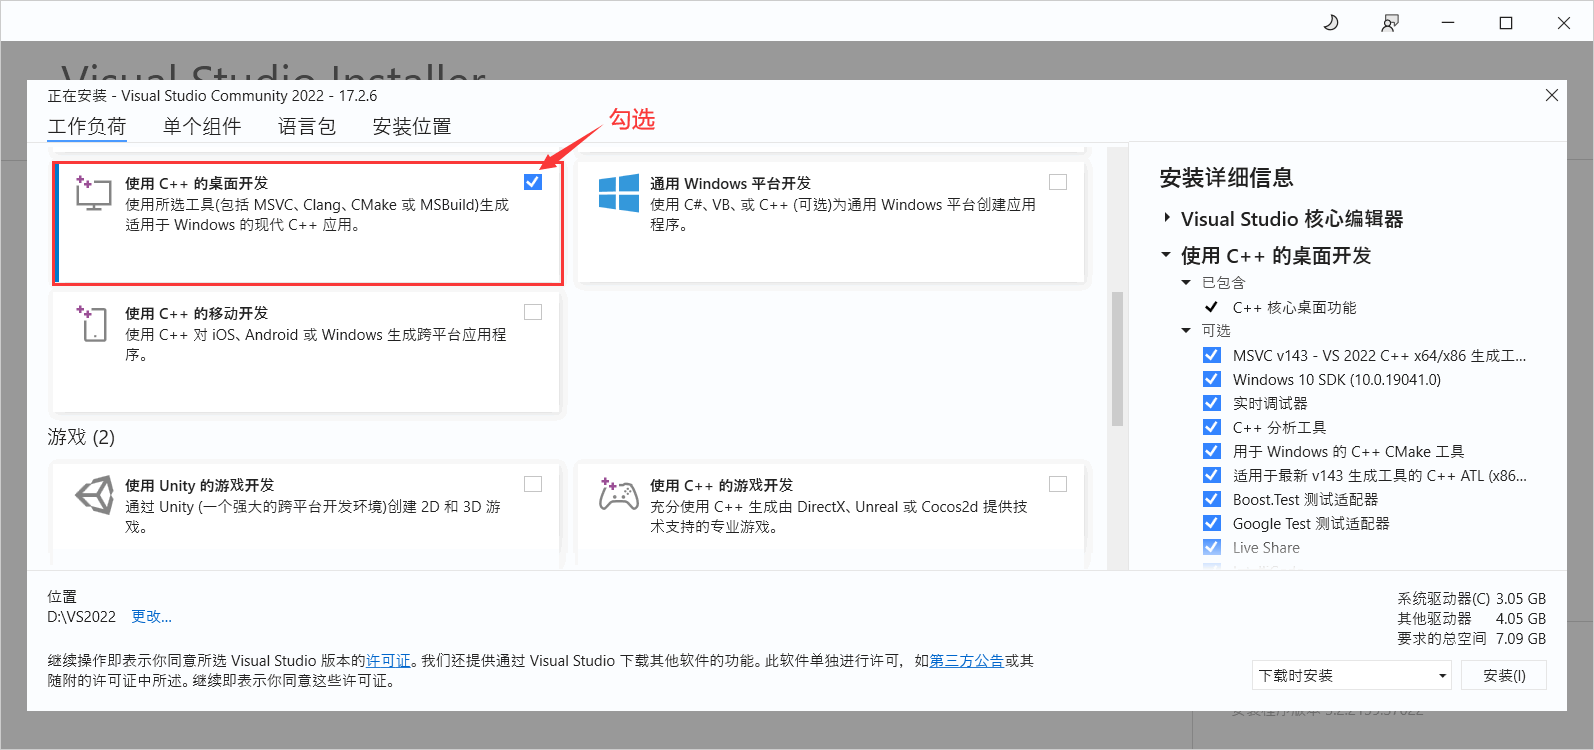 Visual Studio Installer
正在安装 - Visual Studio Community 2022 - 17.2.6
工作负荷 单个组件 语言包 安装位置
勾选
使用 C++ 的桌面开发
使用所选工具(包括 MSVC、Clang、CMake 或 MSBuild)生成
适用于 Windows 的现代 C++ 应用。
通用 Windows 平台开发
使用 C#、VB、或 C++ (可选)为通用 Windows 平台创建应用
程序。
使用 C++ 的移动开发
使用 C++ 对 iOS、Android 或 Windows 生成跨平台应用程
序。
游戏 (2)
使用 Unity 的游戏开发
通过 Unity (一个强大的跨平台开发环境)创建 2D 和 3D 游
戏。
使用 C++ 的游戏开发
充分使用 C++ 生成由 DirectX、Unreal 或 Cocos2d 提供技
术支持的专业游戏。
安装详细信息
Visual Studio 核心编辑器
使用 C++ 的桌面开发
已包含
C++ 核心桌面功能
可选
MSVC v143 - VS 2022 C++ x64/x86 生成工...
Windows 10 SDK (10.0.19041.0)
实时调试器
C++ 分析工具
用于 Windows 的 C++ CMake 工具
适用于最新 v143 生成工具的 C++ ATL (x86...
Boost.Test 测试适配器
Google Test 测试适配器
Live Share
位置
D:\VS2022 更改...
继续操作即表示你同意所选 Visual Studio 版本的许可证。我们还提供通过 Visual Studio 下载其他软件的功能。此软件单独进行许可，如第三方公告或其
随附的许可证中所述。继续即表示你同意这些许可证。
系统驱动器(C) 3.05 GB
其他驱动器 4.05 GB
要求的总空间 7.09 GB
下载时安装
安装(I)